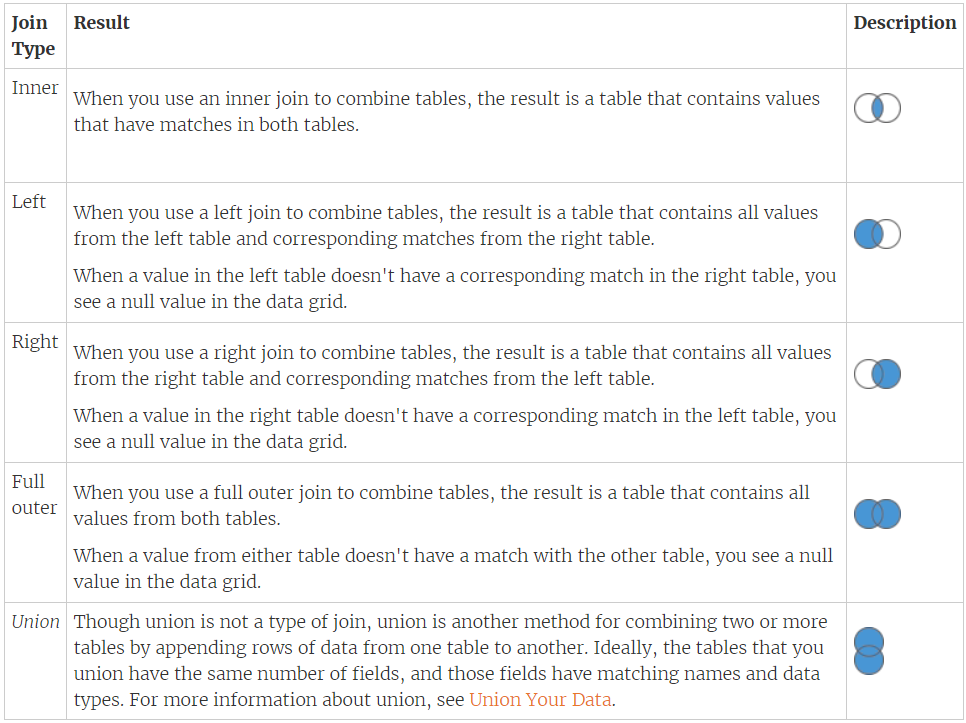 Join Type
Result
Description
Inner
When you use an inner join to combine tables, the result is a table that contains values
that have matches in both tables.
Left
When you use a left join to combine tables, the result is a table that contains all values
from the left table and corresponding matches from the right table.
When a value in the left table doesn't have a corresponding match in the right table, you
see a null value in the data grid.
Right
When you use a right join to combine tables, the result is a table that contains all values
from the right table and corresponding matches from the left table.
When a value in the right table doesn't have a corresponding match in the left table, you
see a null value in the data grid.
Full
outer
When you use a full outer join to combine tables, the result is a table that contains all
values from both tables.
When a value from either table doesn't have a match with the other table, you see a null
value in the data grid.
Union
Though union is not a type of join, union is another method for combining two or more
tables by appending rows of data from one table to another. Ideally, the tables that you
union have the same number of fields, and those fields have matching names and data
types. For more information about union, see Union Your Data.